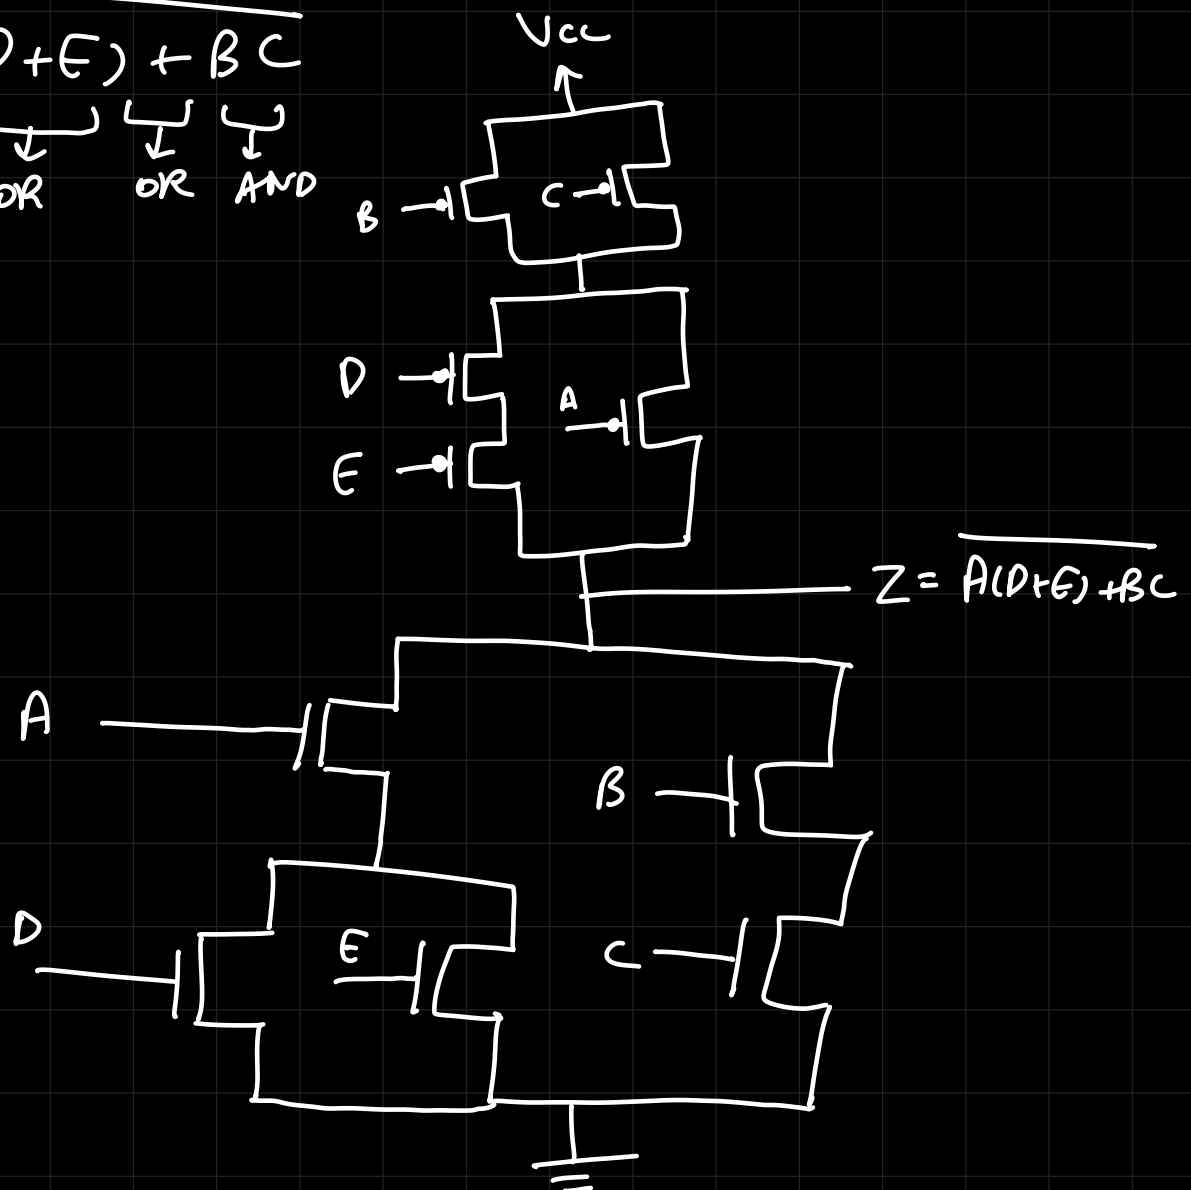 D+E) + BC
OR OR AND
Vcc
B C
D
A
E
Z = A(D+E)+BC
A
B
D
E
C